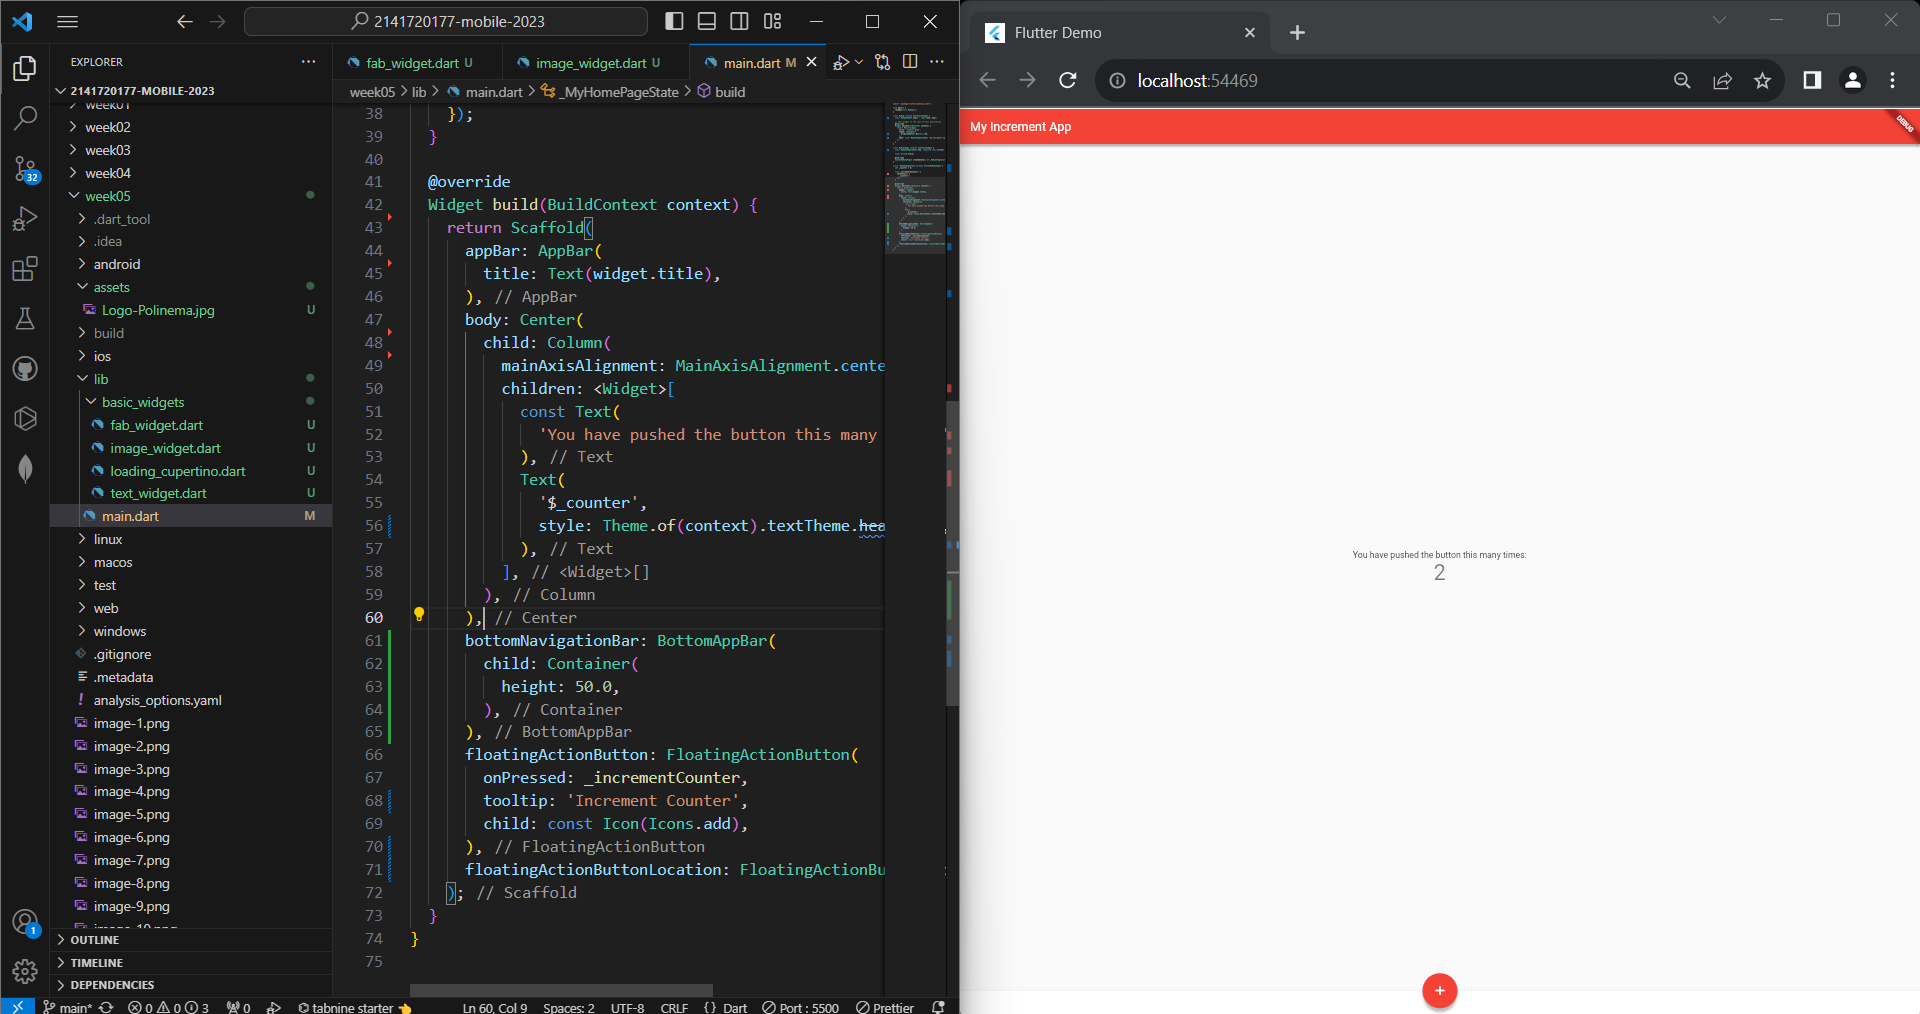 2141720177-mobile-2023
EXPLORER
2141720177-MOBILE-2023
week01
week02
week03
week04
week05
.dart_tool
.idea
android
assets
Logo-Polinema.jpg U
build
ios
lib
basic_widgets
fab_widget.dart U
image_widget.dart U
loading_cupertino.dart U
text_widget.dart U
main.dart M
linux
macos
test
web
windows
.gitignore
.metadata
! analysis_options.yaml
image-1.png
image-2.png
image-3.png
image-4.png
image-5.png
image-6.png
image-7.png
image-8.png
image-9.png
OUTLINE
TIMELINE
DEPENDENCIES
32
1
fab_widget.dart U
image_widget.dart U
main.dart M
week05 > lib > main.dart > _MyHomePageState > build
38 });
39 }
40
41 @override
42 Widget build(BuildContext context) {
43 return Scaffold(
44 appBar: AppBar(
45 title: Text(widget.title),
46 ), // AppBar
47 body: Center(
48 child: Column(
49 mainAxisAlignment: MainAxisAlignment.cente
50 children: <Widget>[
51 const Text(
52 'You have pushed the button this many
53 ), // Text
54 Text(
55 '$_counter',
56 style: Theme.of(context).textTheme.hea
57 ), // Text
58 ], // <Widget>[]
59 ), // Column
60 ), // Center
61 bottomNavigationBar: BottomAppBar(
62 child: Container(
63 height: 50.0,
64 ), // Container
65 ), // BottomAppBar
66 floatingActionButton: FloatingActionButton(
67 onPressed: _incrementCounter,
68 tooltip: 'Increment Counter',
69 child: const Icon(Icons.add),
70 ), // FloatingActionButton
71 floatingActionButtonLocation: FloatingActionBu
72 ); // Scaffold
73 }
74 }
75
main* 0 0 3 0 tabnine starter Ln 60, Col 9 Spaces: 2 UTF-8 CRLF {} Dart Port : 5500 Prettier
Flutter Demo
localhost:54469
My Increment App
DEBUG
You have pushed the button this many times:
2
+